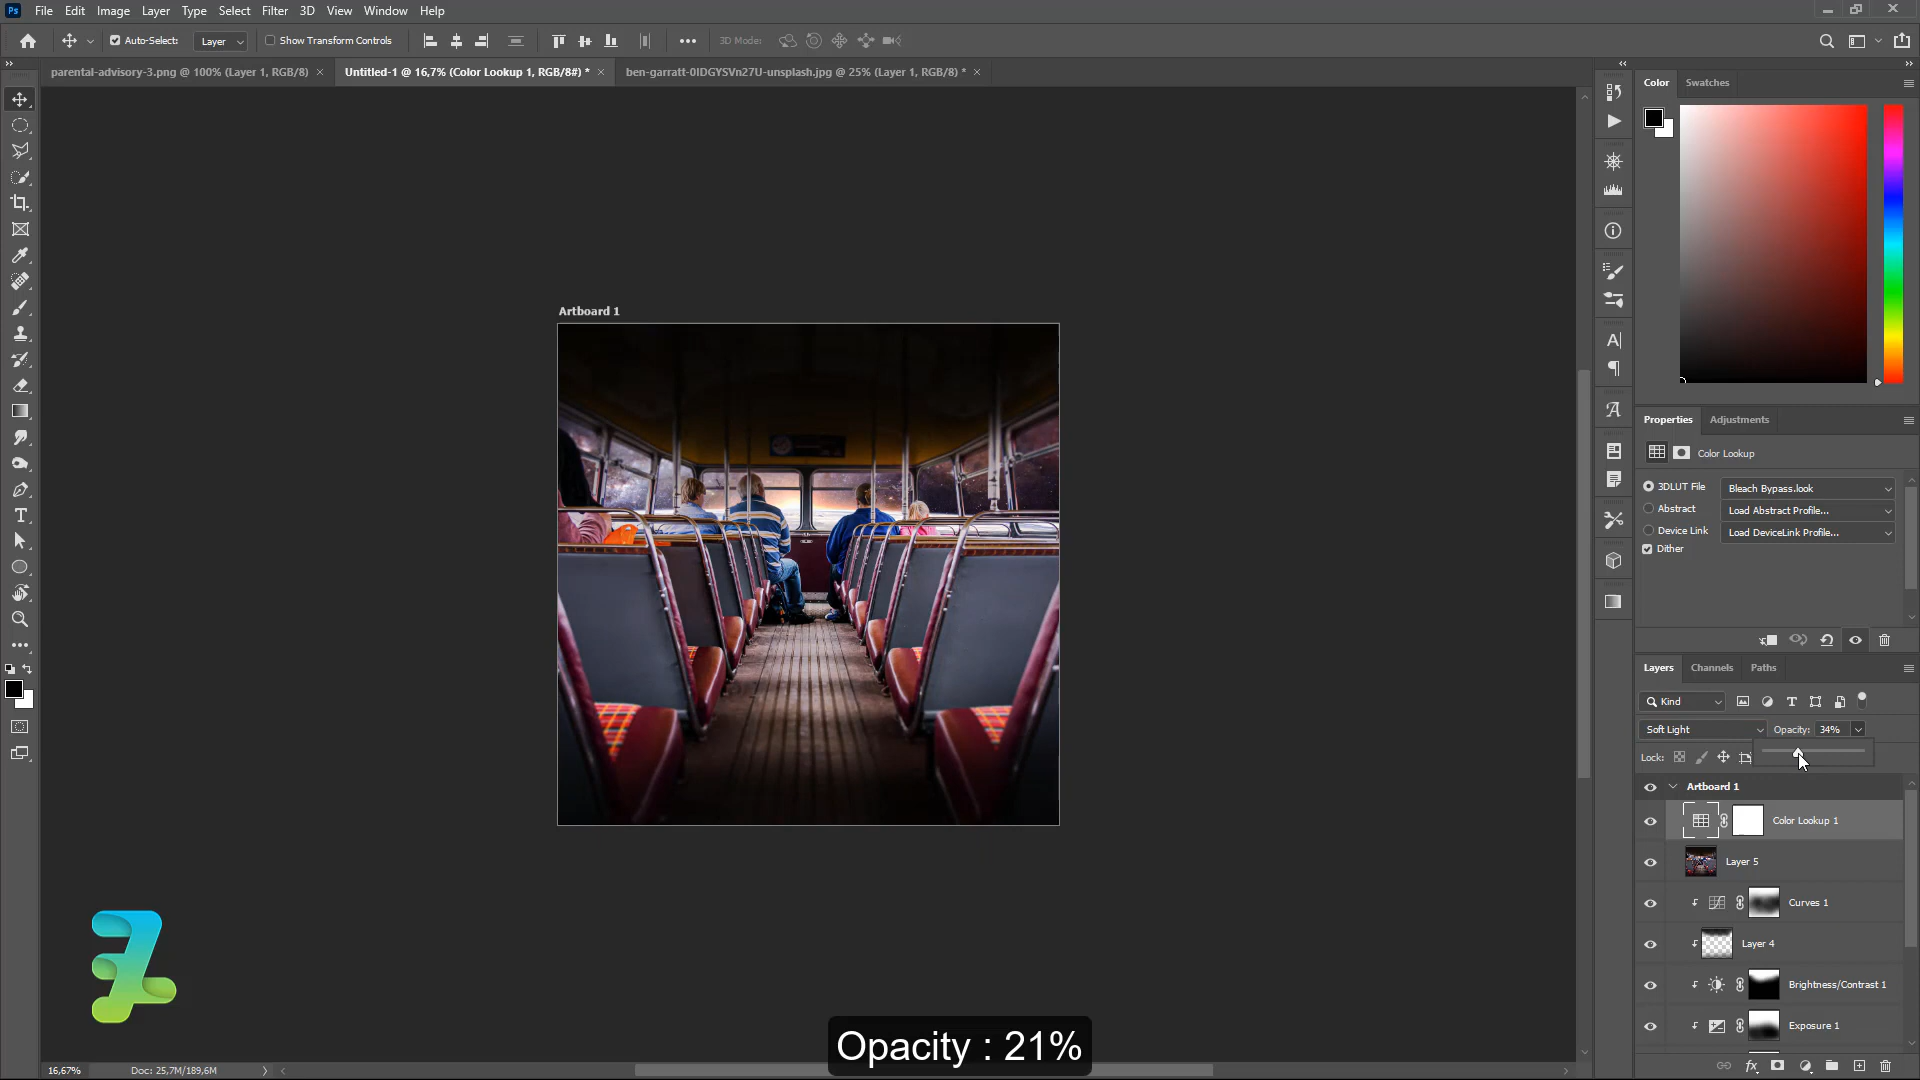 Ps File Edit Image Layer Type Select Filter 3D View Window Help
Auto-Select: Layer Show Transform Controls 3D Mode:
parental-advisory-3.png @ 100% (Layer 1, RGB/8) Untitled-1 @ 16,7% (Color Lookup 1, RGB/8#) * ben-garratt-0IDGYSVn27U-unsplash.jpg @ 25% (Layer 1, RGB/8) *
Artboard 1
Color Swatches
Properties Adjustments
Color Lookup
3DLUT File Bleach Bypass.look
Abstract Load Abstract Profile...
Device Link Load DeviceLink Profile...
Dither
Layers Channels Paths
Kind
Soft Light Opacity: 34%
Lock:
Artboard 1
Color Lookup 1
Layer 5
Curves 1
Layer 4
Brightness/Contrast 1
Exposure 1
Opacity : 21%
16,67% Doc: 25,7M/189,6M